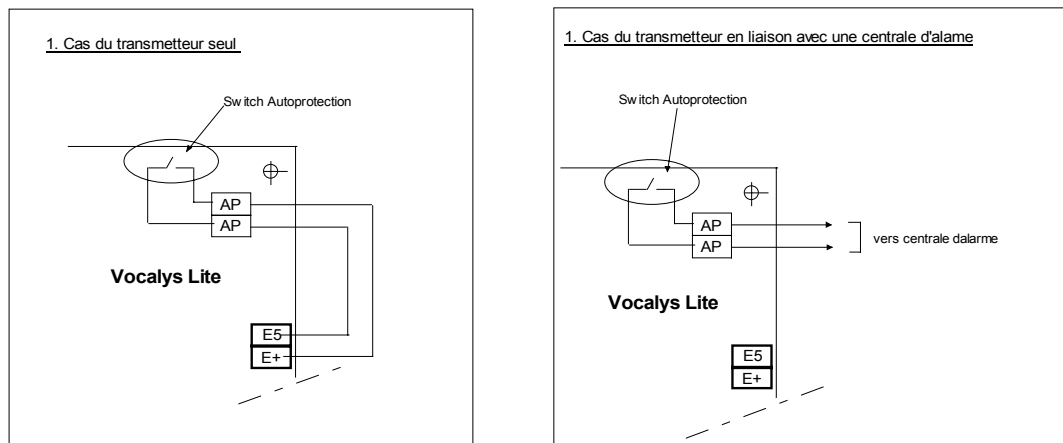 1. Cas du transmetteur seul
Switch Autoprotection
AP
AP
Vocalys Lite
E5
E+
1. Cas du transmetteur en liaison avec une centrale d'alarme
Switch Autoprotection
AP
AP
vers centrale dalarme
Vocalys Lite
E5
E+